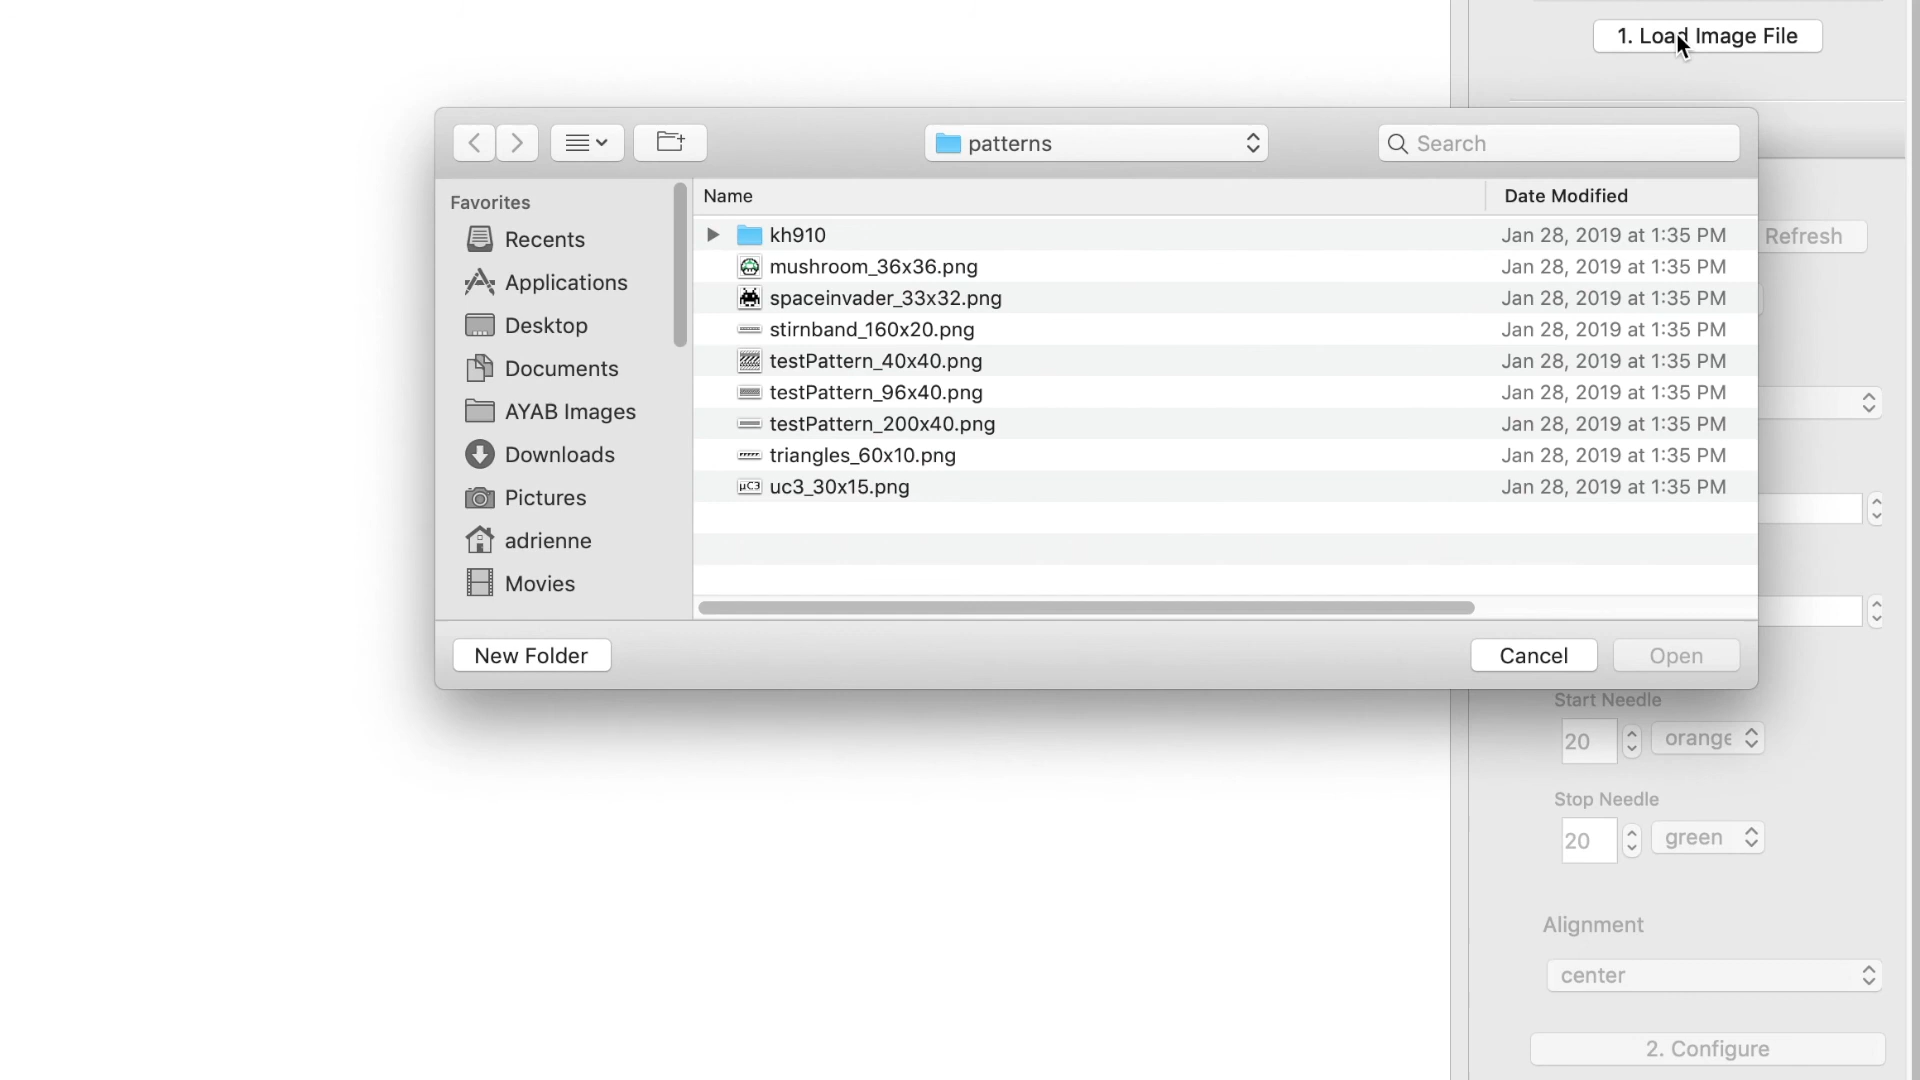 1. Load Image File
patterns
Search
Favorites
Recents
Applications
Desktop
Documents
AYAB Images
Downloads
Pictures
adrienne
Movies
Name Date Modified
kh910 Jan 28, 2019 at 1:35 PM
mushroom_36x36.png Jan 28, 2019 at 1:35 PM
spaceinvader_33x32.png Jan 28, 2019 at 1:35 PM
stirnband_160x20.png Jan 28, 2019 at 1:35 PM
testPattern_40x40.png Jan 28, 2019 at 1:35 PM
testPattern_96x40.png Jan 28, 2019 at 1:35 PM
testPattern_200x40.png Jan 28, 2019 at 1:35 PM
triangles_60x10.png Jan 28, 2019 at 1:35 PM
µC3 uc3_30x15.png Jan 28, 2019 at 1:35 PM
New Folder
Cancel
Open
Refresh
Start Needle
20 orange
Stop Needle
20 green
Alignment
center
2. Configure